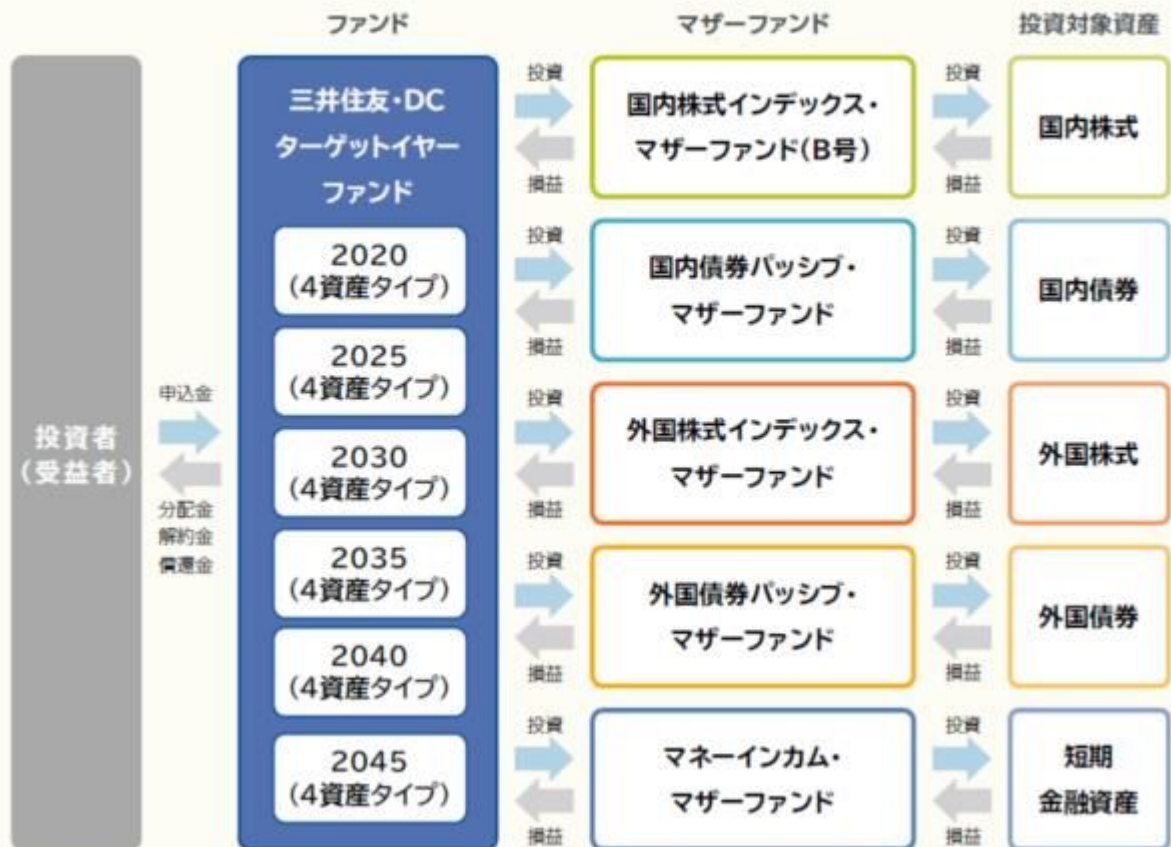 ファンド
マザーファンド
投資対象資産
投資者
(受益者)
申込金
分配金
解約金
償還金
三井住友・DC
ターゲットイヤー
ファンド
2020
(4資産タイプ)
2025
(4資産タイプ)
2030
(4資産タイプ)
2035
(4資産タイプ)
2040
(4資産タイプ)
2045
(4資産タイプ)
投資
損益
国内株式インデックス・
マザーファンド(B号)
投資
損益
国内株式
投資
損益
国内債券パッシブ・
マザーファンド
投資
損益
国内債券
投資
損益
外国株式インデックス・
マザーファンド
投資
損益
外国株式
投資
損益
外国債券パッシブ・
マザーファンド
投資
損益
外国債券
投資
損益
マネーインカム・
マザーファンド
投資
損益
短期
金融資産